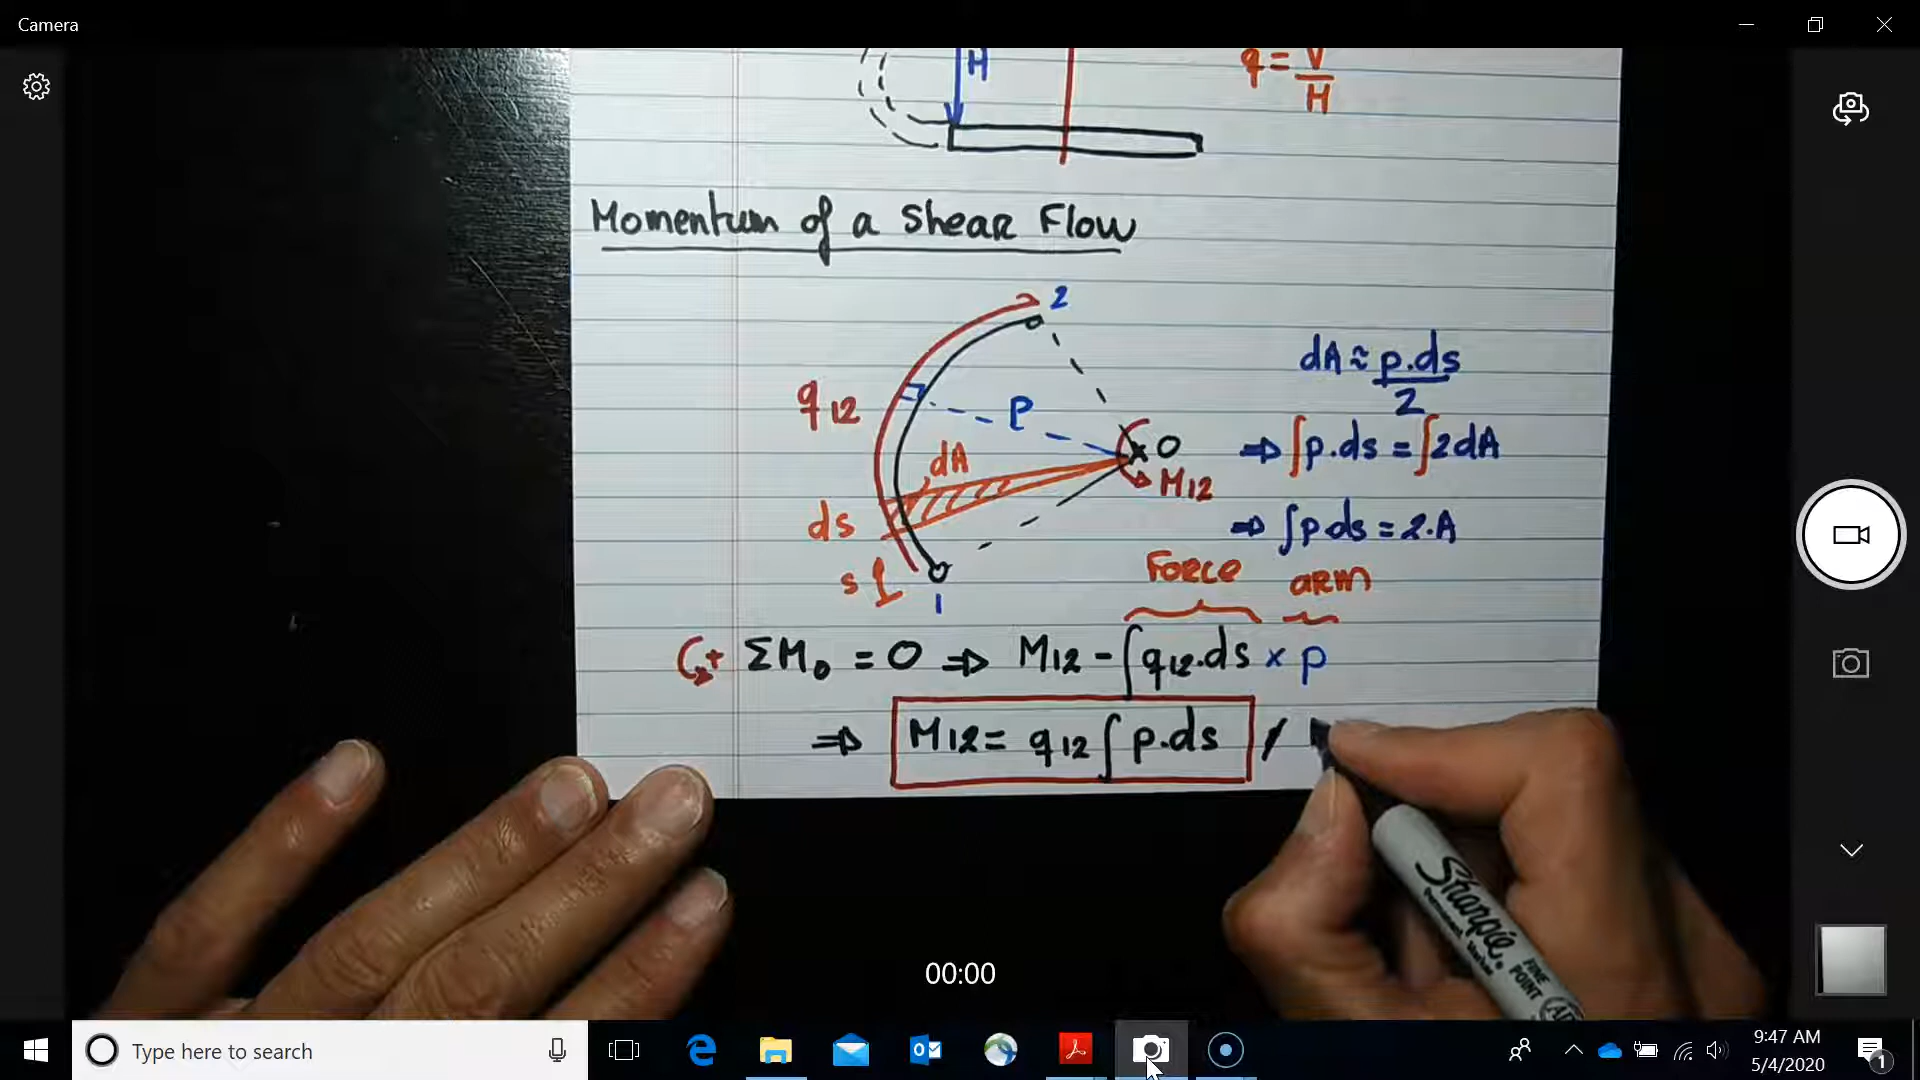 Camera
H
q = V
H
Momentum of a Shear Flow
2
dA ≈ p.ds
2
q12
P
⇒ ∫p.ds = ∫2dA
O
dA
M12
ds
⇒ ∫p.ds = 2.A
Force
arm
s
1
+ ΣMo = 0 ⇒ M12 - ∫q12.ds × p
⇒ M12 = q12 ∫ p.ds /
Sharpie.
FINE
POINT
00:00
Type here to search
9:47 AM
5/4/2020
1